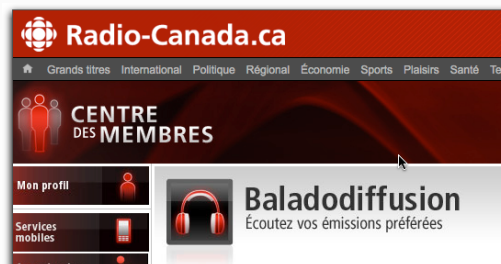 Radio-Canada.ca
Grands titres International Politique Régional Économie Sports Plaisirs Santé
CENTRE
DES MEMBRES
Mon profil
Baladodiffusion
Écoutez vos émissions préférées
Services
mobiles